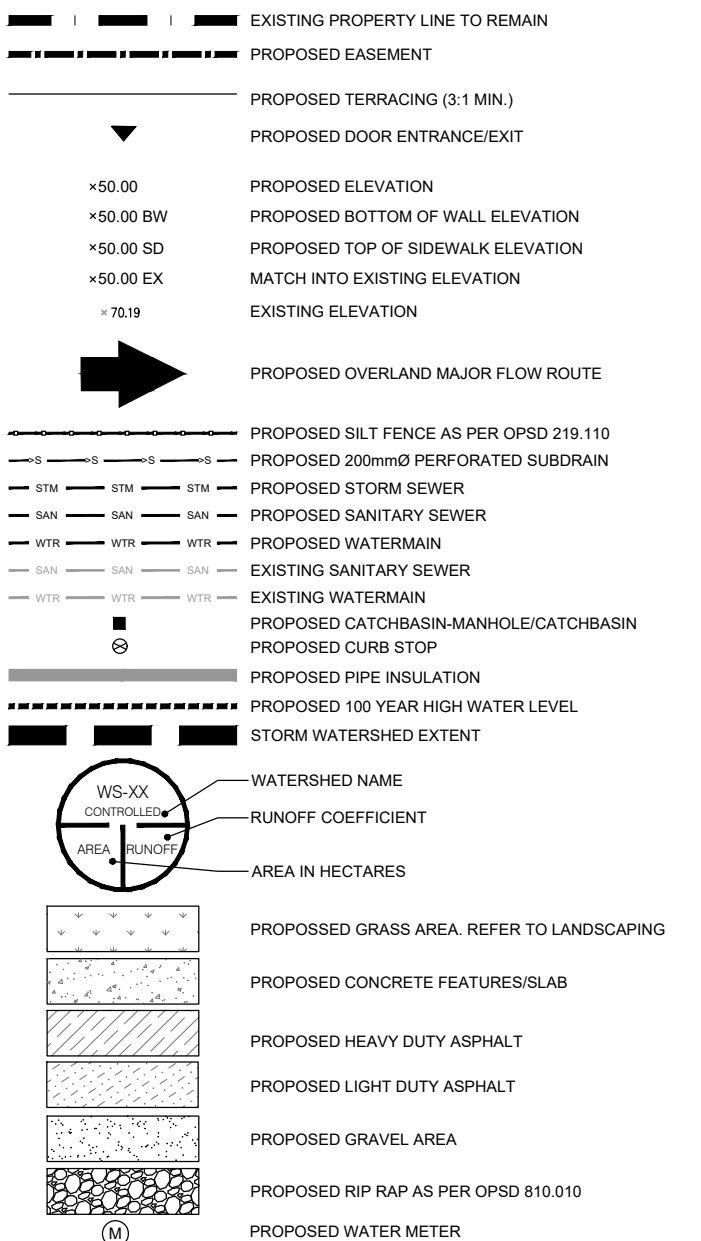 EXISTING PROPERTY LINE TO REMAIN
PROPOSED EASEMENT
PROPOSED TERRACING (3:1 MIN.)
PROPOSED DOOR ENTRANCE/EXIT
×50.00 PROPOSED ELEVATION
×50.00 BW PROPOSED BOTTOM OF WALL ELEVATION
×50.00 SD PROPOSED TOP OF SIDEWALK ELEVATION
×50.00 EX MATCH INTO EXISTING ELEVATION
× 70.19 EXISTING ELEVATION
PROPOSED OVERLAND MAJOR FLOW ROUTE
PROPOSED SILT FENCE AS PER OPSD 219.110
>S >S >S >S PROPOSED 200mmØ PERFORATED SUBDRAIN
STM STM STM PROPOSED STORM SEWER
SAN SAN SAN PROPOSED SANITARY SEWER
WTR WTR WTR PROPOSED WATERMAIN
SAN SAN SAN EXISTING SANITARY SEWER
WTR WTR WTR EXISTING WATERMAIN
PROPOSED CATCHBASIN-MANHOLE/CATCHBASIN
PROPOSED CURB STOP
PROPOSED PIPE INSULATION
PROPOSED 100 YEAR HIGH WATER LEVEL
STORM WATERSHED EXTENT
WS-XX WATERSHED NAME
CONTROLLED
RUNOFF COEFFICIENT
AREA RUNOFF
AREA IN HECTARES
PROPOSSED GRASS AREA. REFER TO LANDSCAPING
PROPOSED CONCRETE FEATURES/SLAB
PROPOSED HEAVY DUTY ASPHALT
PROPOSED LIGHT DUTY ASPHALT
PROPOSED GRAVEL AREA
PROPOSED RIP RAP AS PER OPSD 810.010
M PROPOSED WATER METER